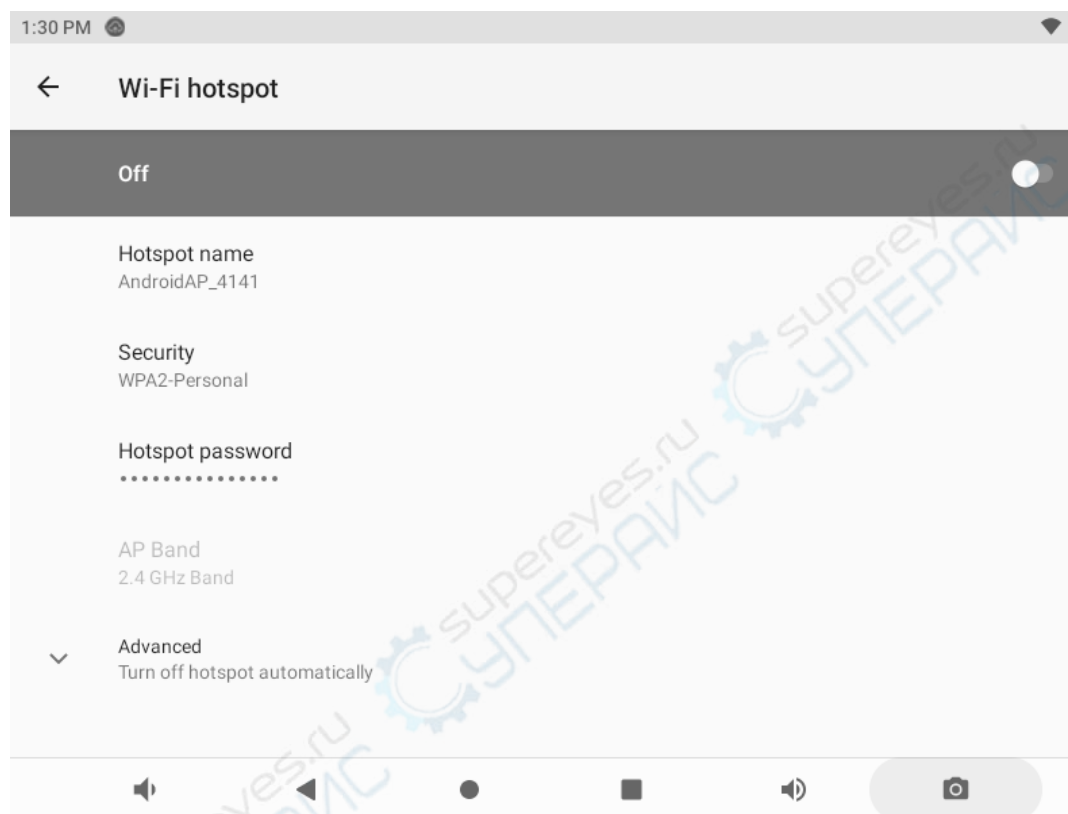 1:30 PM
Wi-Fi hotspot
Off
Hotspot name
AndroidAP_4141
Security
WPA2-Personal
Hotspot password
•••••••••••••••
AP Band
2.4 GHz Band
Advanced
Turn off hotspot automatically
supereyes.ru
СУПЕРАЙС
supereyes.ru
СУПЕРАЙС